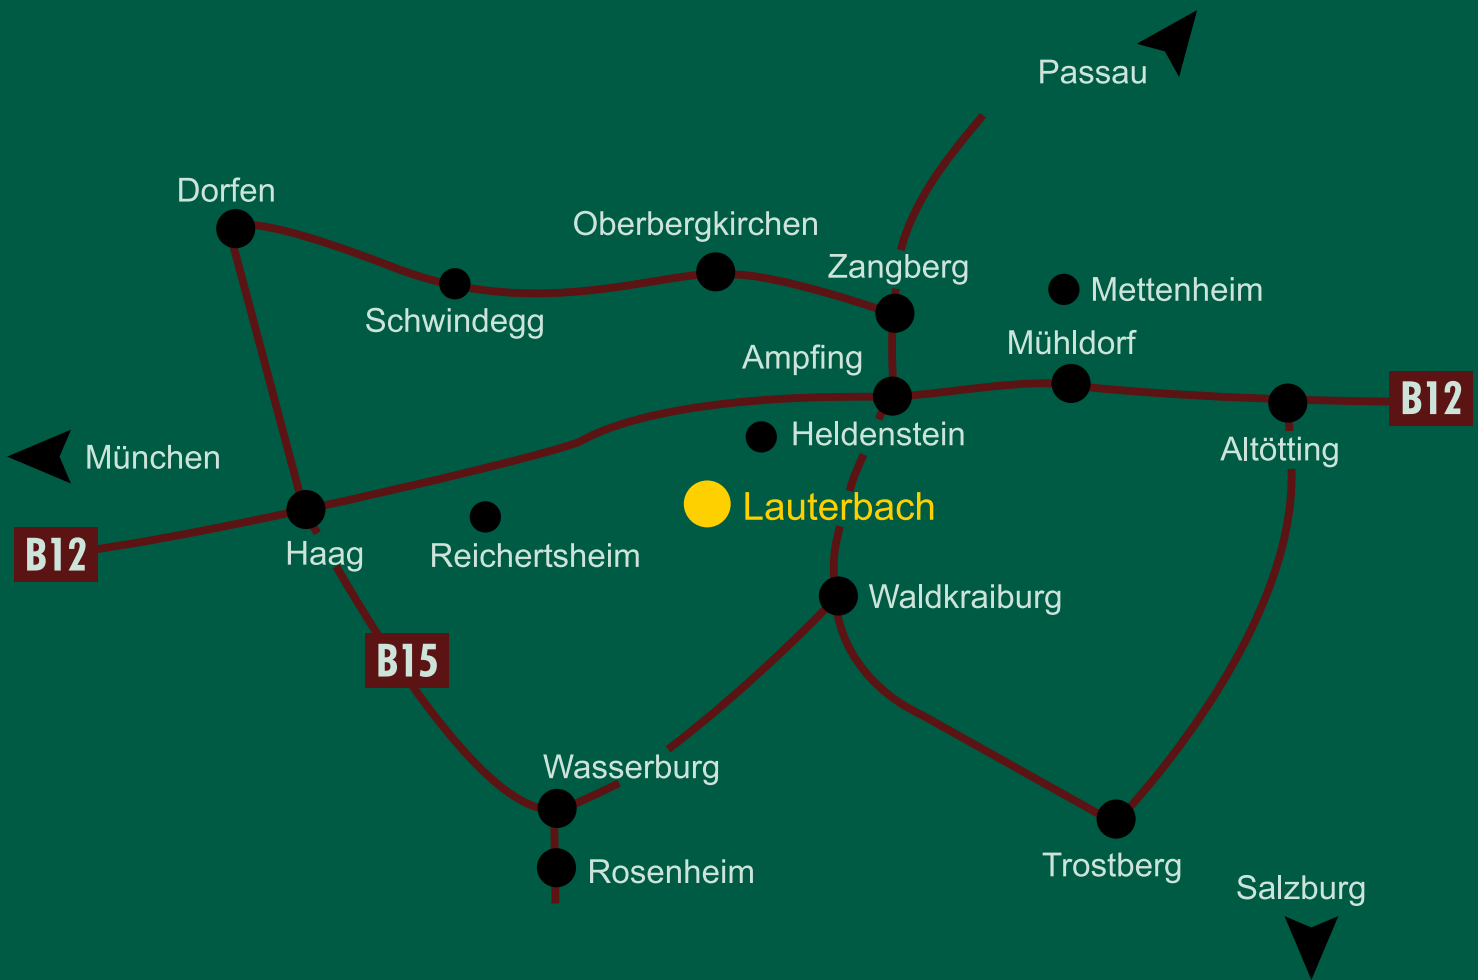 Passau
Dorfen
Oberbergkirchen
Zangberg
Mettenheim
Schwindegg
Mühldorf
Ampfing
B12
Heldenstein
Altötting
München
Lauterbach
B12
Haag
Reichertsheim
Waldkraiburg
B15
Wasserburg
Trostberg
Rosenheim
Salzburg